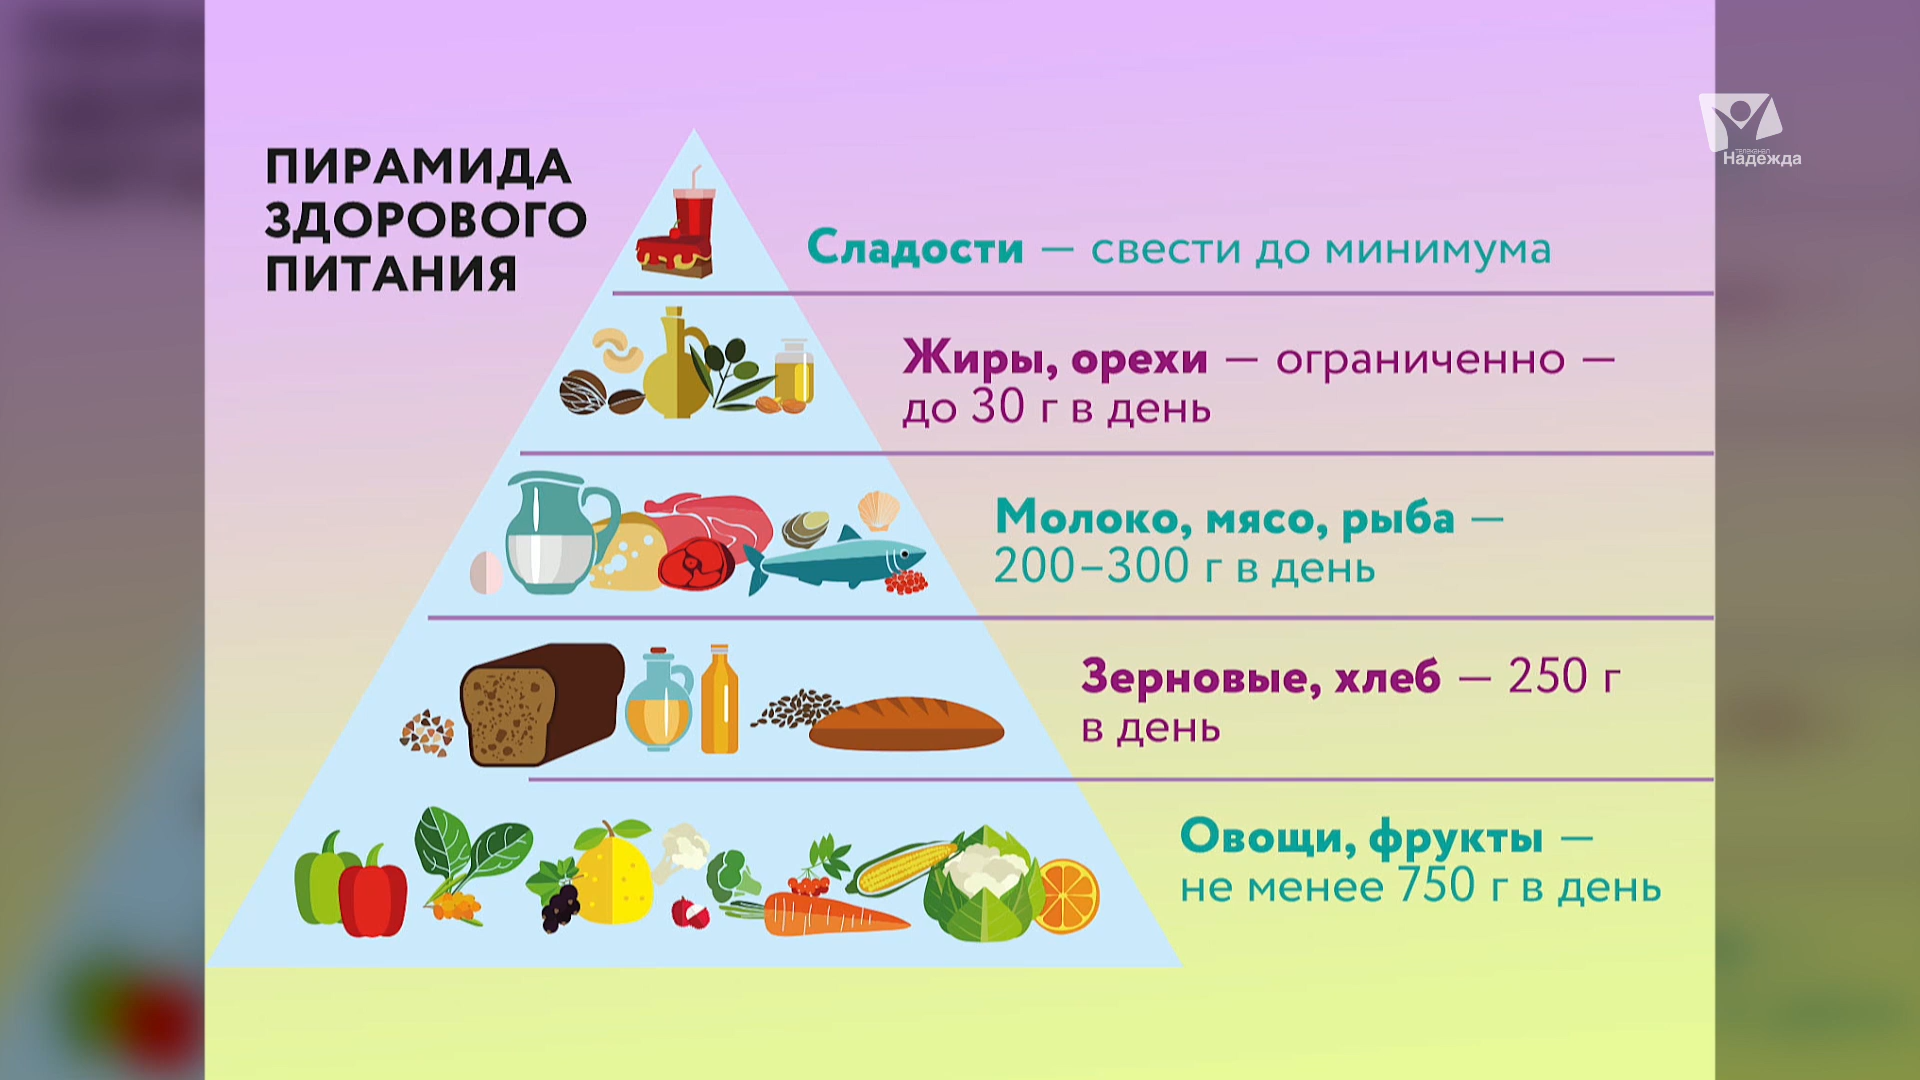 ПИРАМИДА
ЗДОРОВОГО
ПИТАНИЯ
телеканал
Надежда
Сладости — свести до минимума
Жиры, орехи — ограниченно —
до 30 г в день
Молоко, мясо, рыба —
200–300 г в день
Зерновые, хлеб — 250 г
в день
Овощи, фрукты —
не менее 750 г в день